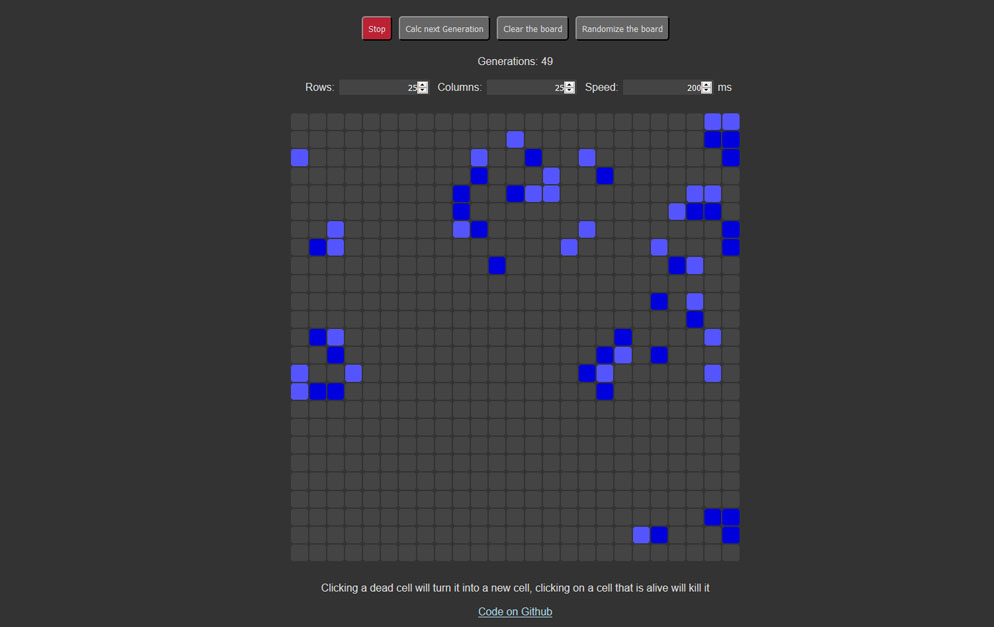 Stop Calc next Generation Clear the board Randomize the board
Generations: 49
Rows: 25 Columns: 25 Speed: 200 ms
Clicking a dead cell will turn it into a new cell, clicking on a cell that is alive will kill it
Code on Github